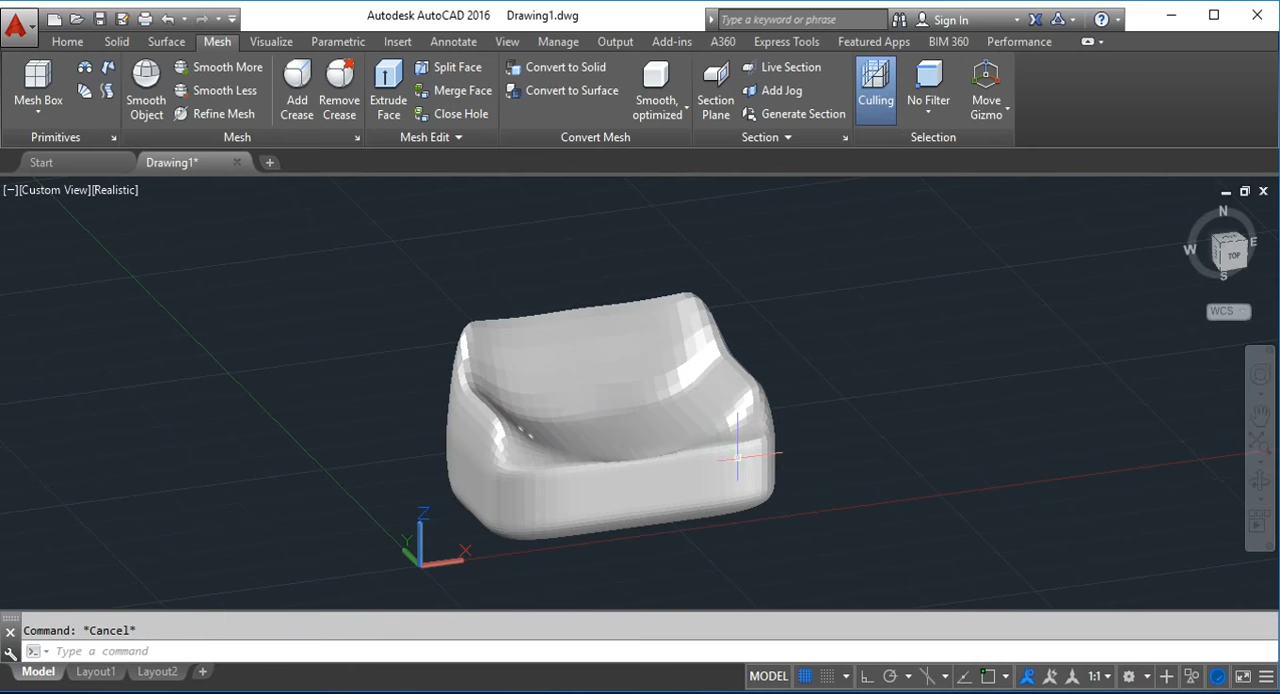 Autodesk AutoCAD 2016 Drawing1.dwg
Type a keyword or phrase
Sign In
Home Solid Surface Mesh Visualize Parametric Insert Annotate View Manage Output Add-ins A360 Express Tools Featured Apps BIM 360 Performance
Mesh Box
Smooth Object
Smooth More
Smooth Less
Refine Mesh
Add Crease
Remove Crease
Extrude Face
Split Face
Merge Face
Close Hole
Convert to Solid
Convert to Surface
Smooth, optimized
Section Plane
Live Section
Add Jog
Generate Section
Culling
No Filter
Move Gizmo
Primitives Mesh Mesh Edit Convert Mesh Section Selection
Start Drawing1*
[−][Custom View][Realistic]
N
W E
TOP
S
WCS
Z
Y X
Command: *Cancel*
Type a command
Model Layout1 Layout2
MODEL 1:1